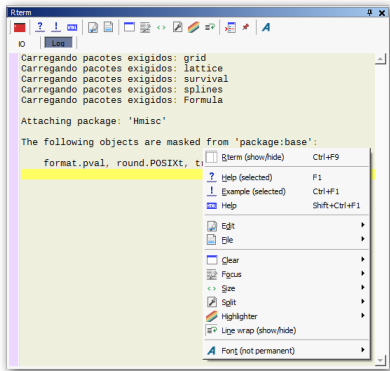 Rterm
IO Log
Carregando pacotes exigidos: grid
Carregando pacotes exigidos: lattice
Carregando pacotes exigidos: survival
Carregando pacotes exigidos: splines
Carregando pacotes exigidos: Formula
Attaching package: 'Hmisc'
The following objects are masked from 'package:base':
format.pval, round.POSIXt,
Rterm (show/hide) Ctrl+F9
Help (selected) F1
Example (selected) Ctrl+F1
Help Shift+Ctrl+F1
Edit
File
Clear
Focus
Size
Split
Highlighter
Line wrap (show/hide)
Font (not permanent)